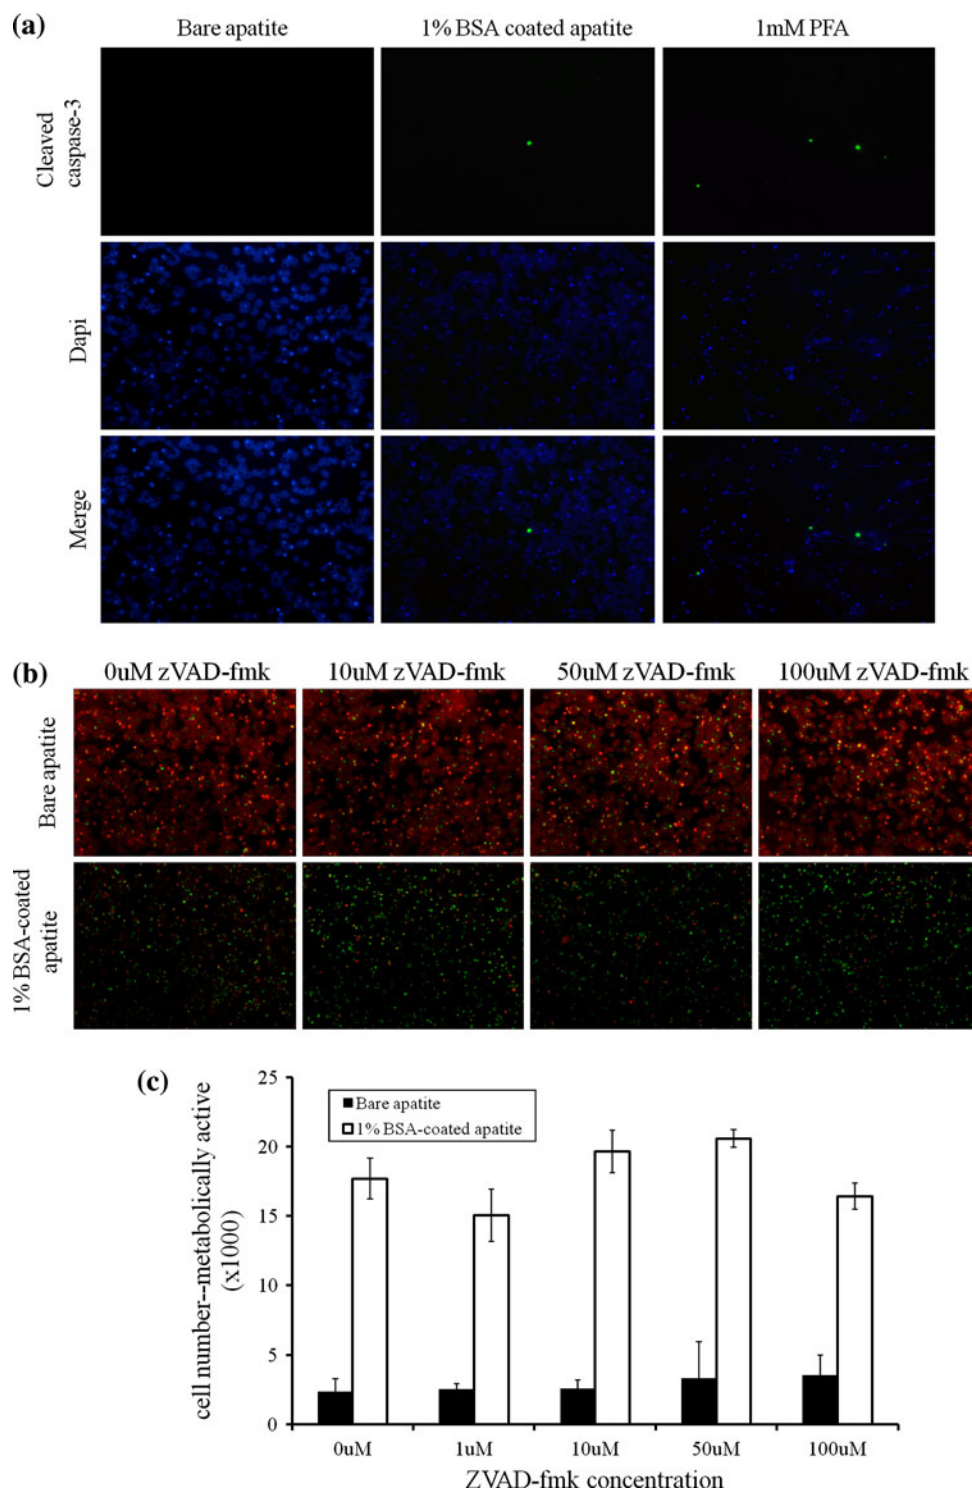 (a)
Bare apatite
1% BSA coated apatite
1mM PFA
Cleaved
caspase-3
Dapi
Merge
(b)
0uM zVAD-fmk
10uM zVAD-fmk
50uM zVAD-fmk
100uM zVAD-fmk
Bare apatite
1% BSA-coated
apatite
(c)
cell number--metabolically active
(x1000)
25
20
15
10
5
0
Bare apatite
1% BSA-coated apatite
0uM
1uM
10uM
50uM
100uM
ZVAD-fmk concentration